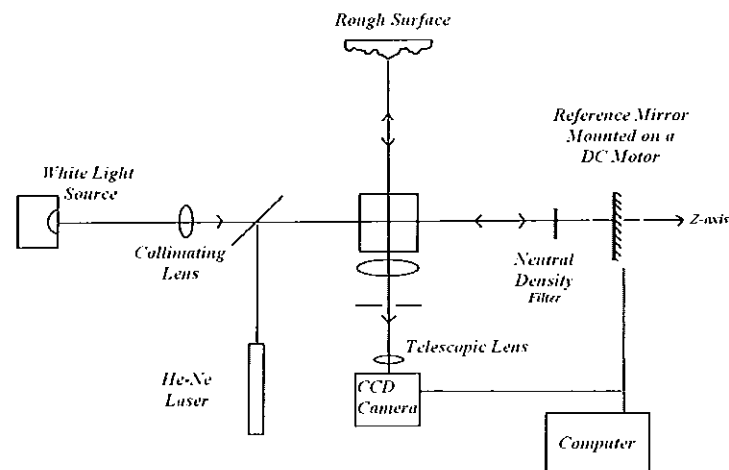 Rough Surface
Reference Mirror
Mounted on a
DC Motor
White Light
Source
Z-axis
Collimating
Lens
Neutral
Density
Filter
Telescopic Lens
He-Ne
Laser
CCD
Camera
Computer